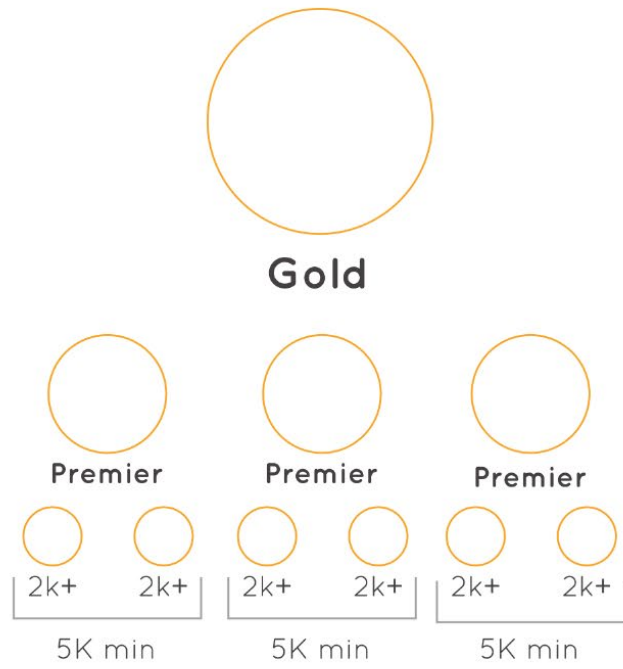 Gold
Premier Premier Premier
2k+ 2k+ 2k+ 2k+ 2k+ 2k+
5K min 5K min 5K min